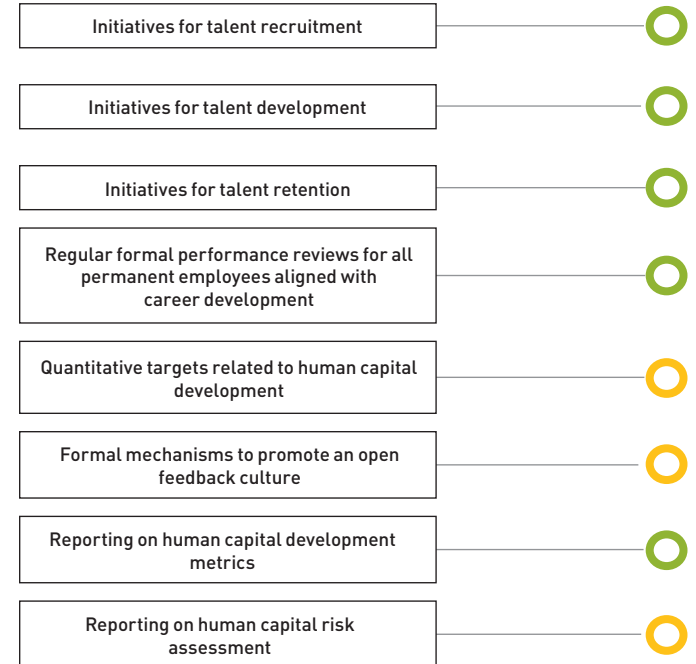 Initiatives for talent recruitment
Initiatives for talent development
Initiatives for talent retention
Regular formal performance reviews for all
permanent employees aligned with
career development
Quantitative targets related to human capital
development
Formal mechanisms to promote an open
feedback culture
Reporting on human capital development
metrics
Reporting on human capital risk
assessment